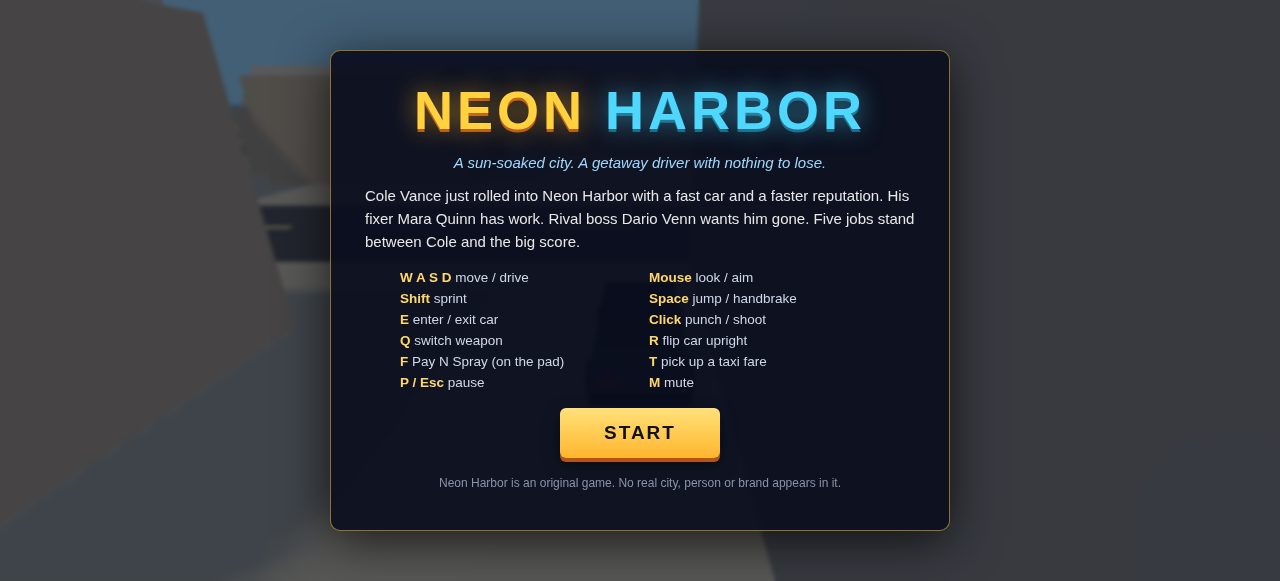 NEON HARBOR
A sun-soaked city. A getaway driver with nothing to lose.
Cole Vance just rolled into Neon Harbor with a fast car and a faster reputation. His
fixer Mara Quinn has work. Rival boss Dario Venn wants him gone. Five jobs stand
between Cole and the big score.
W A S D move / drive
Mouse look / aim
Shift sprint
Space jump / handbrake
E enter / exit car
Click punch / shoot
Q switch weapon
R flip car upright
F Pay N Spray (on the pad)
T pick up a taxi fare
P / Esc pause
M mute
START
Neon Harbor is an original game. No real city, person or brand appears in it.